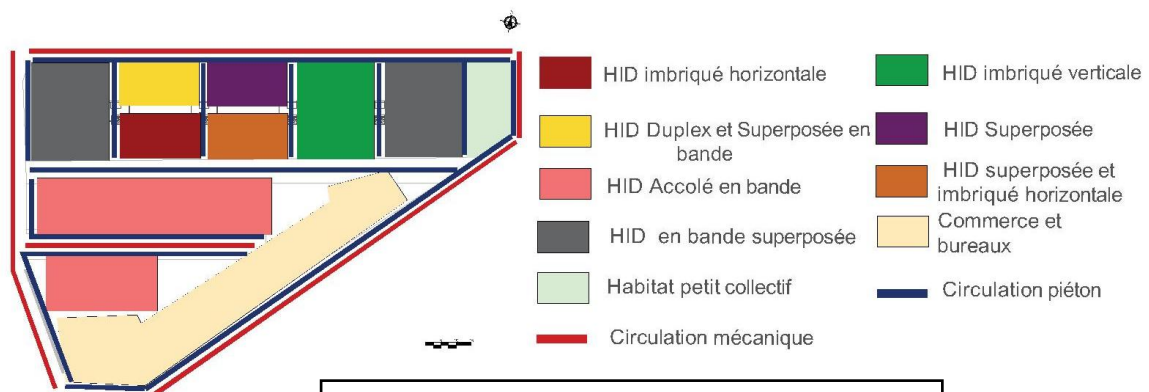 HID imbriqué horizontale
HID imbriqué verticale
HID Duplex et Superposée en
bande
HID Superposée
HID Accolé en bande
HID superposée et
imbriqué horizontale
HID en bande superposée
Commerce et
bureaux
Habitat petit collectif
Circulation piéton
Circulation mécanique